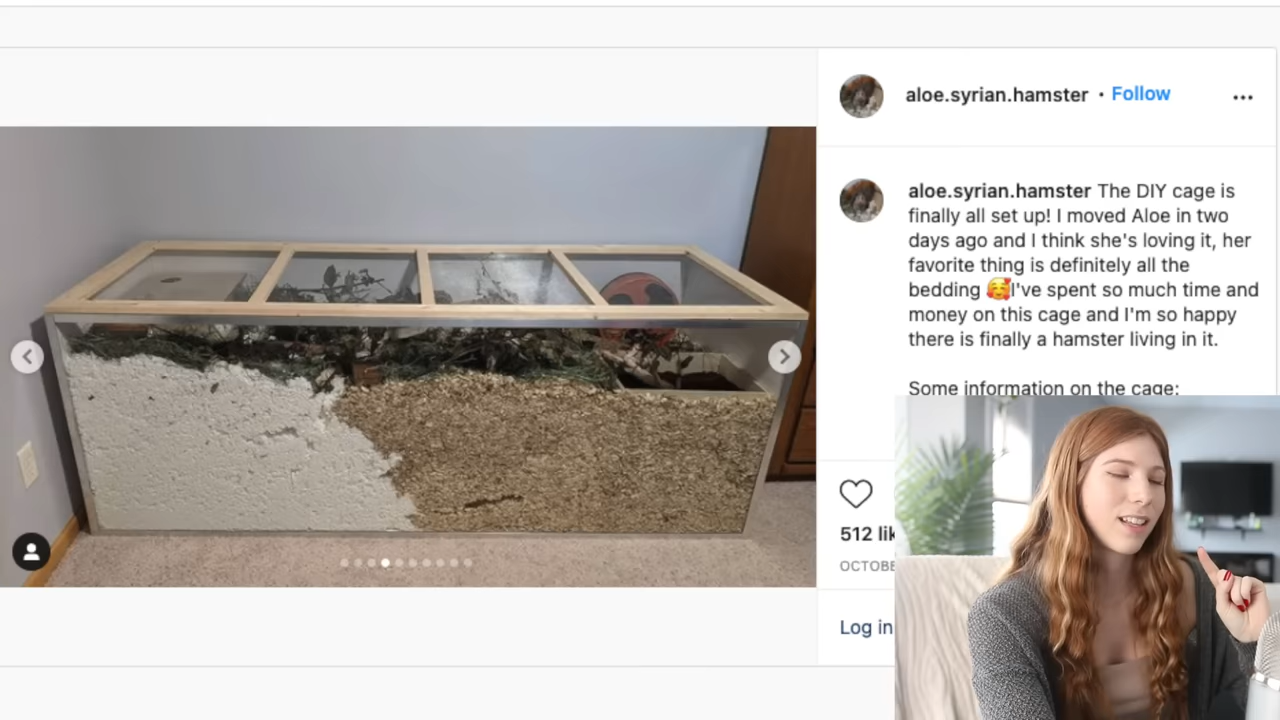 aloe.syrian.hamster • Follow
aloe.syrian.hamster The DIY cage is
finally all set up! I moved Aloe in two
days ago and I think she's loving it, her
favorite thing is definitely all the
bedding 🥰I've spent so much time and
money on this cage and I'm so happy
there is finally a hamster living in it.
Some information on the cage:
512 lik
OCTOBE
Log in